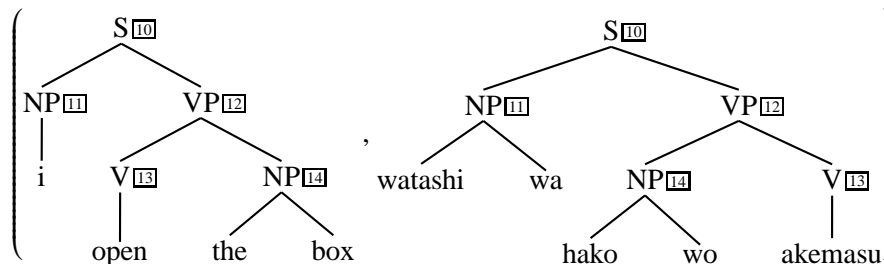 S 10 S 10
NP 11 VP 12 NP 11 VP 12
,
i V 13 NP 14 watashi wa NP 14 V 13
open the box hako wo akemasu